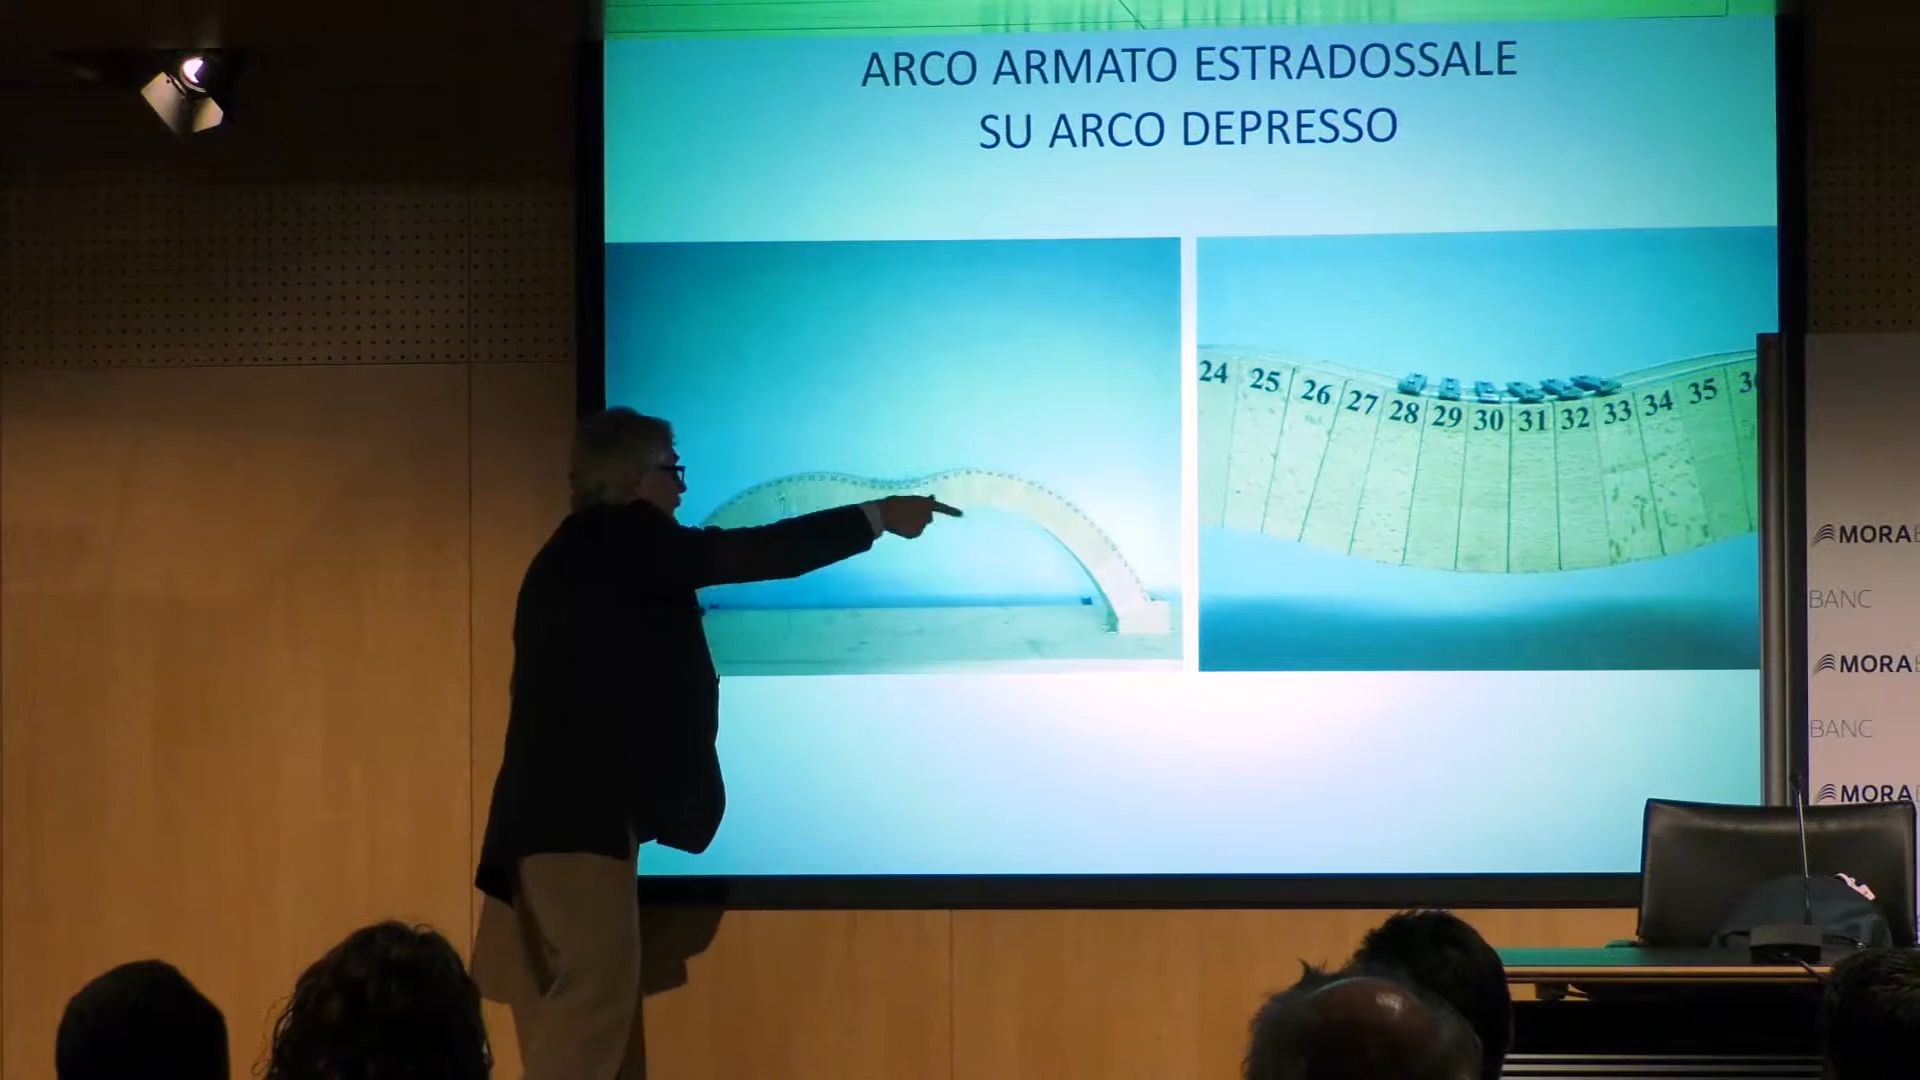 ARCO ARMATO ESTRADOSSALE
SU ARCO DEPRESSO
24 25 26 27 28 29 30 31 32 33 34 35
MORA
BANC
MORA
BANC
MORA